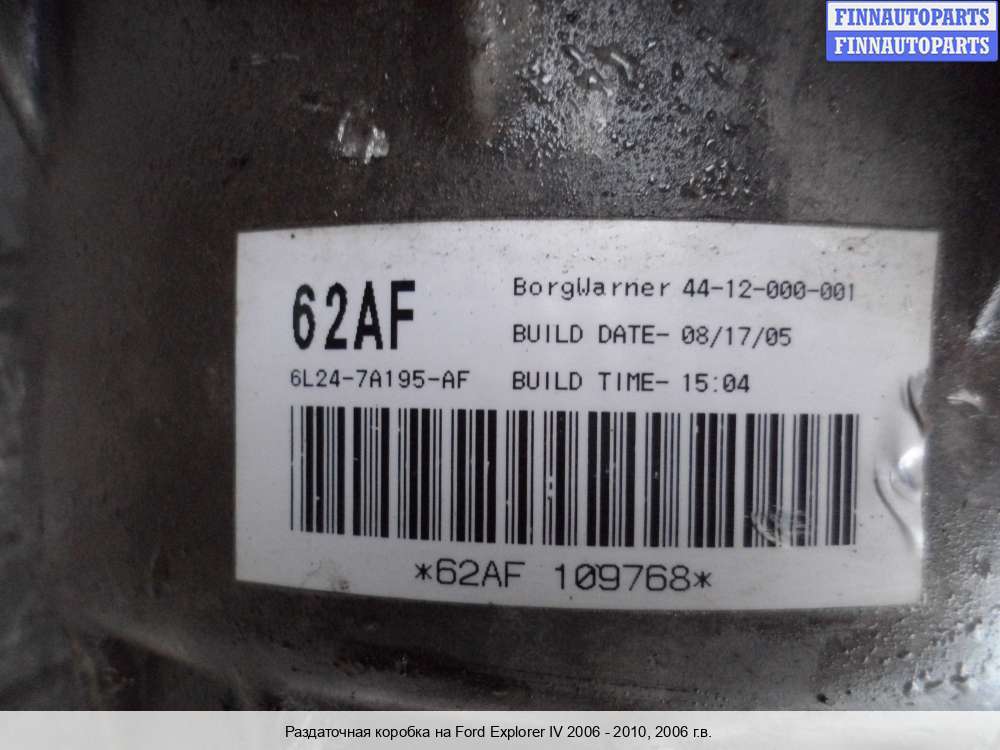 FINNAUTOPARTS
FINNAUTOPARTS
62AF
BorgWarner 44-12-000-001
BUILD DATE- 08/17/05
6L24-7A195-AF
BUILD TIME- 15:04
*62AF 109768*
Раздаточная коробка на Ford Explorer IV 2006 - 2010, 2006 г.в.